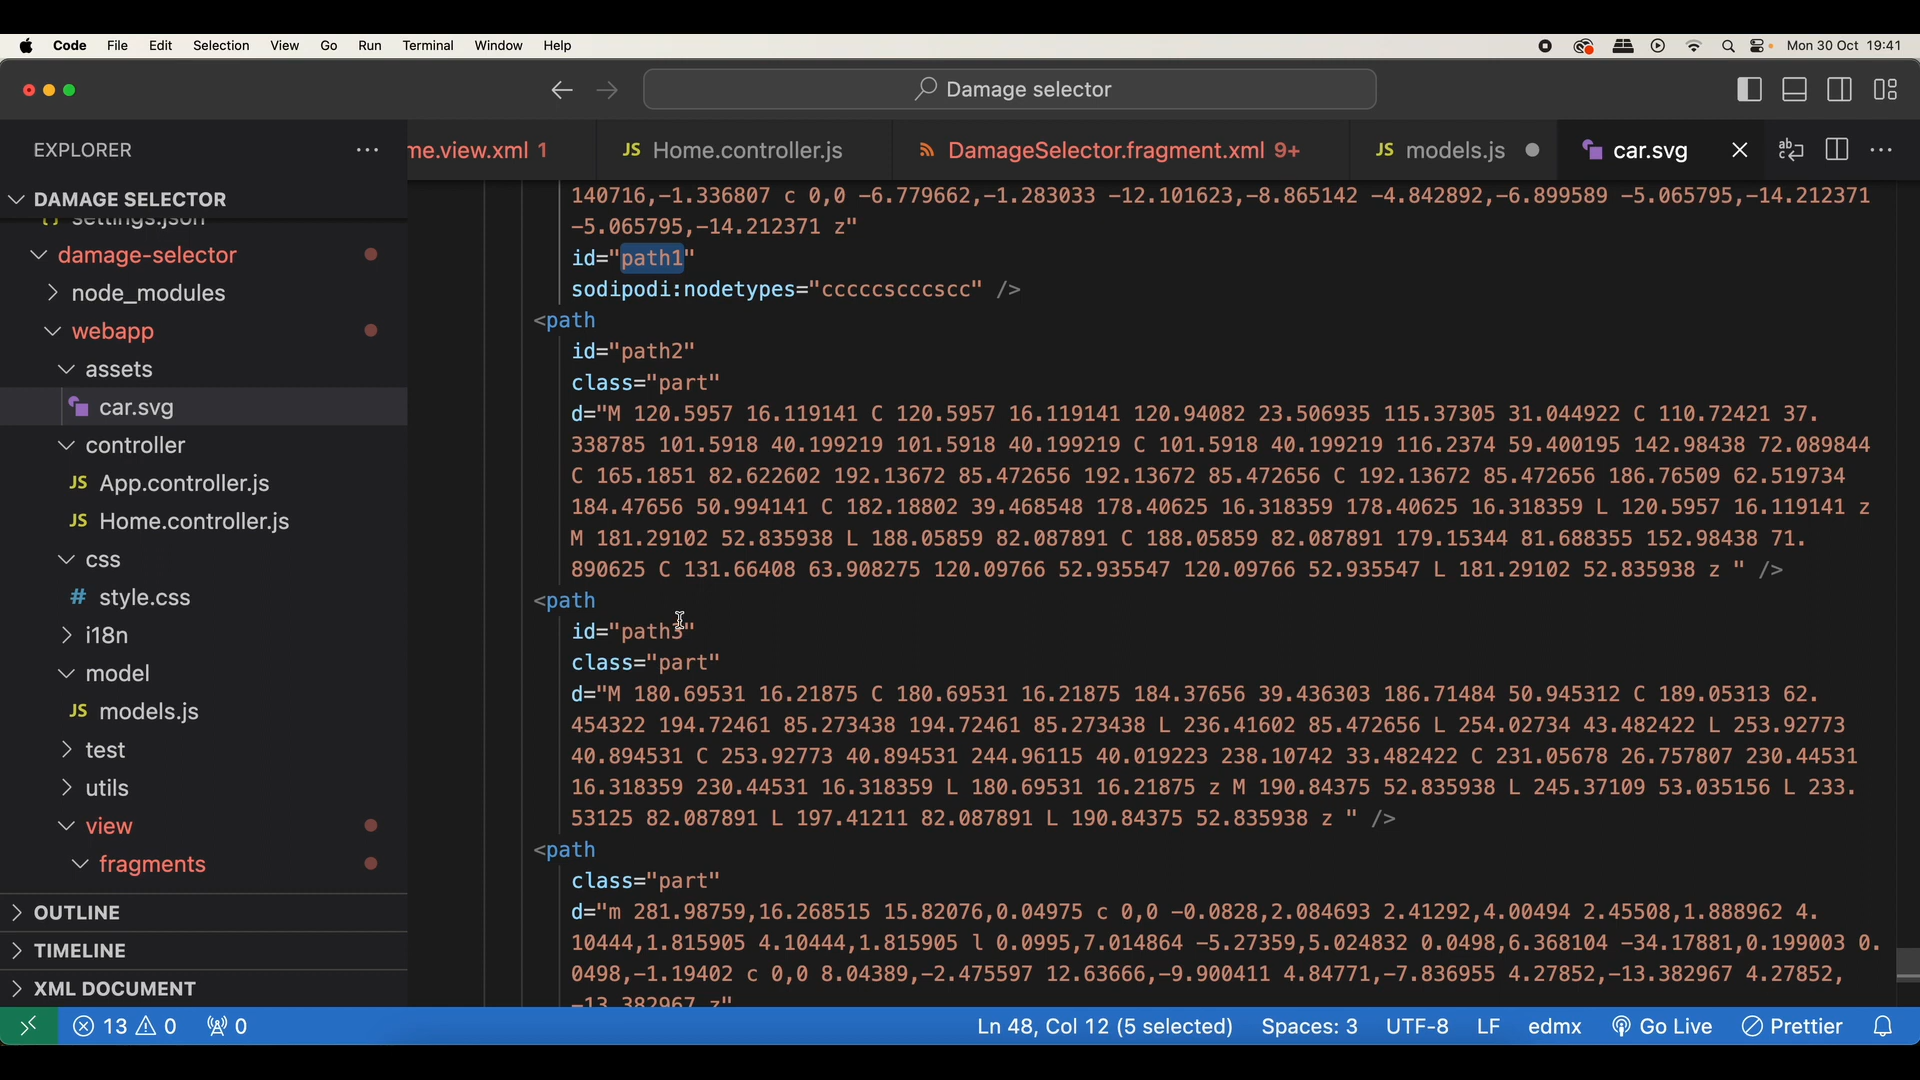 Code File Edit Selection View Go Run Terminal Window Help Mon 30 Oct 19:41
Damage selector
EXPLORER ···
me.view.xml 1 JS Home.controller.js DamageSelector.fragment.xml 9+ JS models.js car.svg
DAMAGE SELECTOR
settings.json
damage-selector
node_modules
webapp
assets
car.svg
controller
JS App.controller.js
JS Home.controller.js
css
# style.css
i18n
model
JS models.js
test
utils
view
fragments
OUTLINE
TIMELINE
XML DOCUMENT
140716,-1.336807 c 0,0 -6.779662,-1.283033 -12.101623,-8.865142 -4.842892,-6.899589 -5.065795,-14.212371
-5.065795,-14.212371 z"
id="path1"
sodipodi:nodetypes="cccccscccscc" />
<path
id="path2"
class="part"
d="M 120.5957 16.119141 C 120.5957 16.119141 120.94082 23.506935 115.37305 31.044922 C 110.72421 37.
338785 101.5918 40.199219 101.5918 40.199219 C 101.5918 40.199219 116.2374 59.400195 142.98438 72.089844
C 165.1851 82.622602 192.13672 85.472656 192.13672 85.472656 C 192.13672 85.472656 186.76509 62.519734
184.47656 50.994141 C 182.18802 39.468548 178.40625 16.318359 178.40625 16.318359 L 120.5957 16.119141 z
M 181.29102 52.835938 L 188.05859 82.087891 C 188.05859 82.087891 179.15344 81.688355 152.98438 71.
890625 C 131.66408 63.908275 120.09766 52.935547 120.09766 52.935547 L 181.29102 52.835938 z " />
<path
id="path3"
class="part"
d="M 180.69531 16.21875 C 180.69531 16.21875 184.37656 39.436303 186.71484 50.945312 C 189.05313 62.
454322 194.72461 85.273438 194.72461 85.273438 L 236.41602 85.472656 L 254.02734 43.482422 L 253.92773
40.894531 C 253.92773 40.894531 244.96115 40.019223 238.10742 33.482422 C 231.05678 26.757807 230.44531
16.318359 230.44531 16.318359 L 180.69531 16.21875 z M 190.84375 52.835938 L 245.37109 53.035156 L 233.
53125 82.087891 L 197.41211 82.087891 L 190.84375 52.835938 z " />
<path
class="part"
d="m 281.98759,16.268515 15.82076,0.04975 c 0,0 -0.0828,2.084693 2.41292,4.00494 2.45508,1.888962 4.
10444,1.815905 4.10444,1.815905 l 0.0995,7.014864 -5.27359,5.024832 0.0498,6.368104 -34.17881,0.199003 0.
0498,-1.19402 c 0,0 8.04389,-2.475597 12.63666,-9.900411 4.84771,-7.836955 4.27852,-13.382967 4.27852,
-13.382967 z"
13 0 0 Ln 48, Col 12 (5 selected) Spaces: 3 UTF-8 LF edmx Go Live Prettier